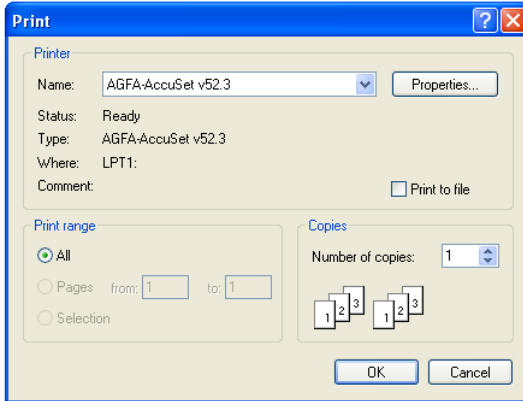 Print
Printer
Name: AGFA-AccuSet v52.3 Properties...
Status: Ready
Type: AGFA-AccuSet v52.3
Where: LPT1:
Comment: Print to file
Print range Copies
All Number of copies: 1
Pages from: 1 to: 1
1 2 3 1 2 3
Selection
OK Cancel